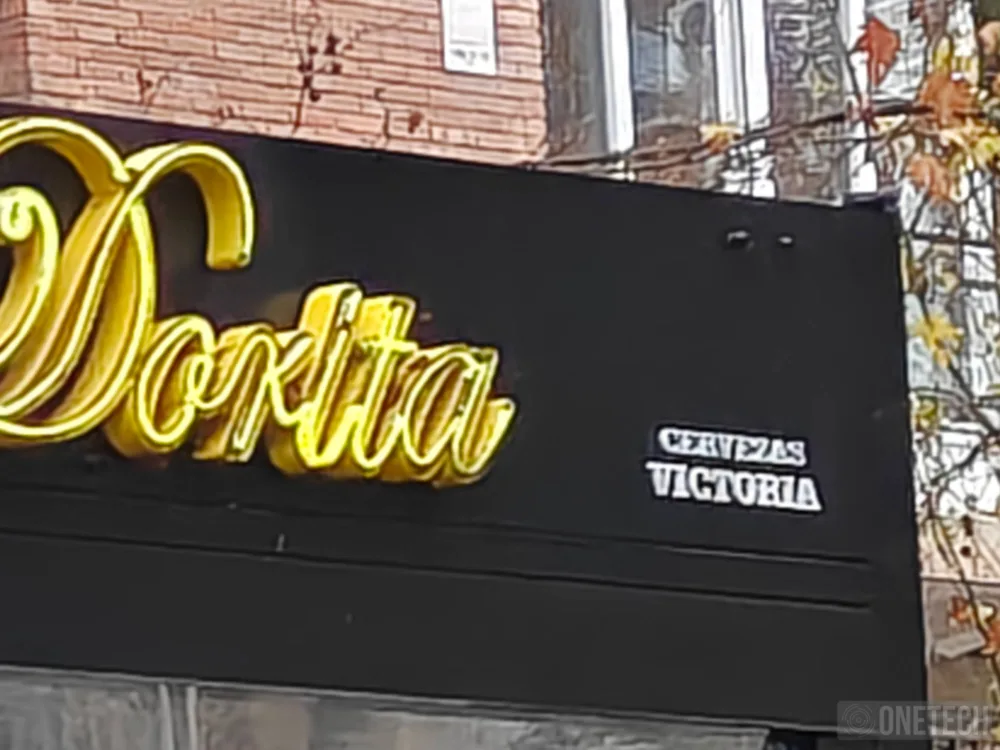 Dorita
CERVEZAS
VICTORIA
ONETECH